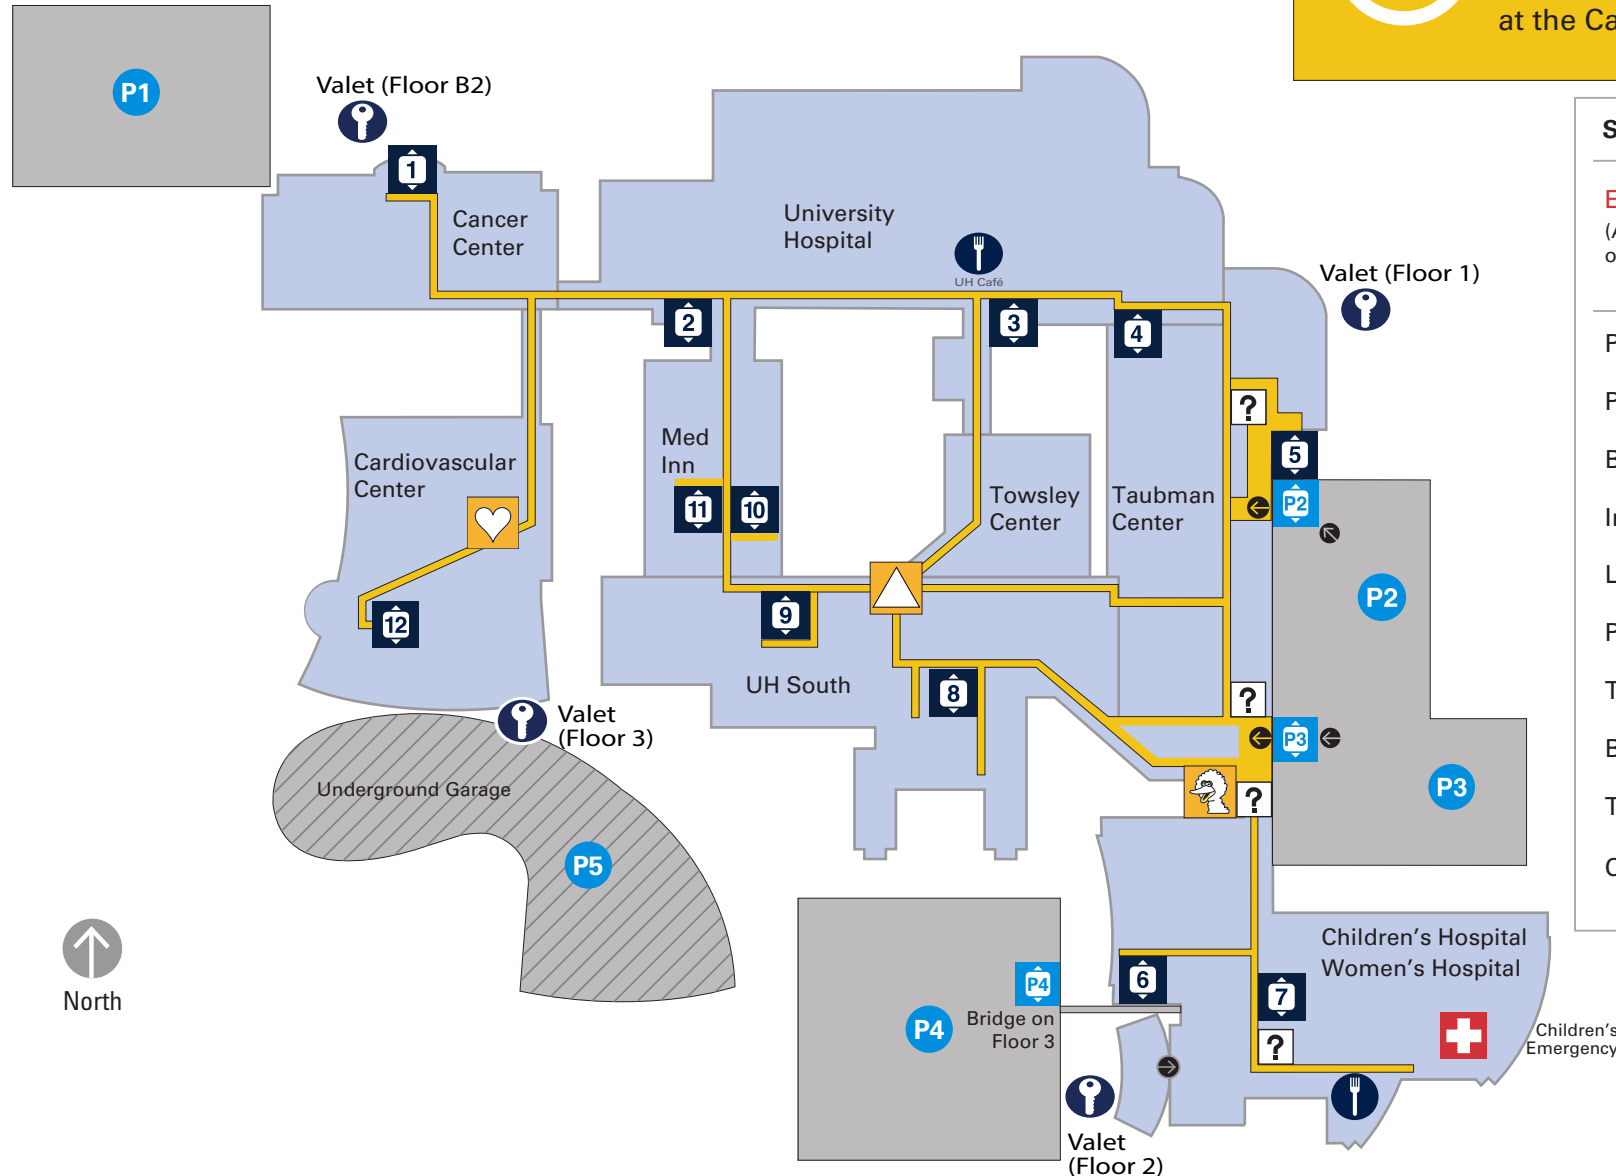 at the Ca
P1
Valet (Floor B2)
1
Cancer
Center
University
Hospital
UH Café
Valet (Floor 1)
S
E
(A
o
P
P
B
In
L
P
T
B
T
C
2
3
4
?
5
P2
Med
Inn
11
10
Cardiovascular
Center
Towsley
Center
Taubman
Center
12
9
P2
8
UH South
?
P3
P3
?
Valet
(Floor 3)
Underground Garage
P5
North
P4
Bridge on
Floor 3
P4
6
7
?
Children's Hospital
Women's Hospital
Children's
Emergency
Valet
(Floor 2)